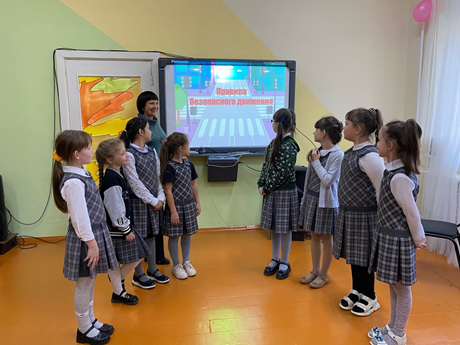 Правила
безопасного движения